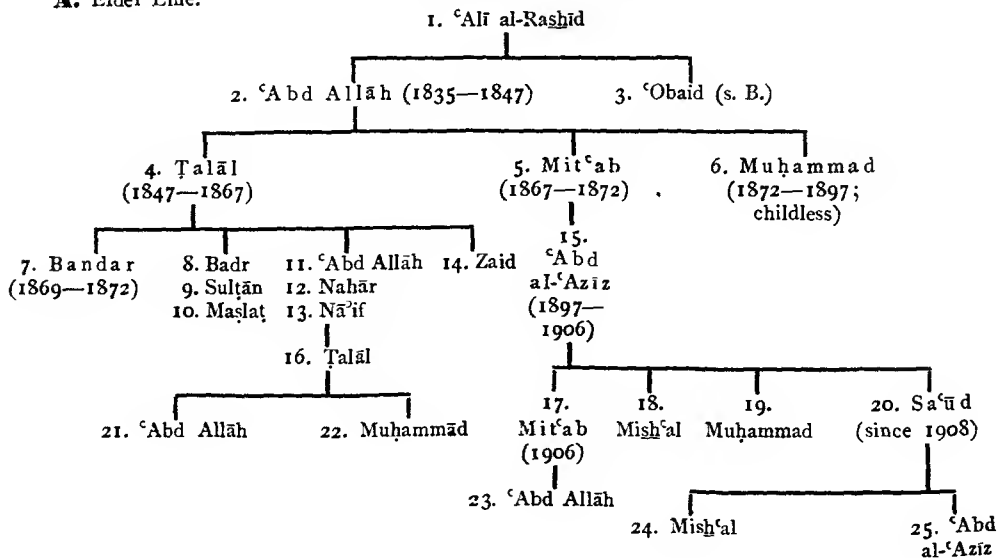 A. Elder Line.
1. ʿAlī al-Rashīd
2. ʿAbd Allāh (1835—1847) 3. ʿObaid (s. B.)
4. Ṭalāl 5. Mitʿab 6. Muḥammad
(1847—1867) (1867—1872) (1872—1897;
childless)
15.
7. Bandar 8. Badr 11. ʿAbd Allāh 14. Zaid ʿAbd
(1869—1872) 9. Sulṭān 12. Nahār al-ʿAzīz
10. Maṣlaṭ 13. Nāʾif (1897—
1906)
16. Ṭalāl
17. 18. 19. 20. Saʿūd
21. ʿAbd Allāh 22. Muḥammād Mitʿab Mishʿal Muḥammad (since 1908)
(1906)
23. ʿAbd Allāh
24. Mishʿal 25. ʿAbd
al-ʿAzīz